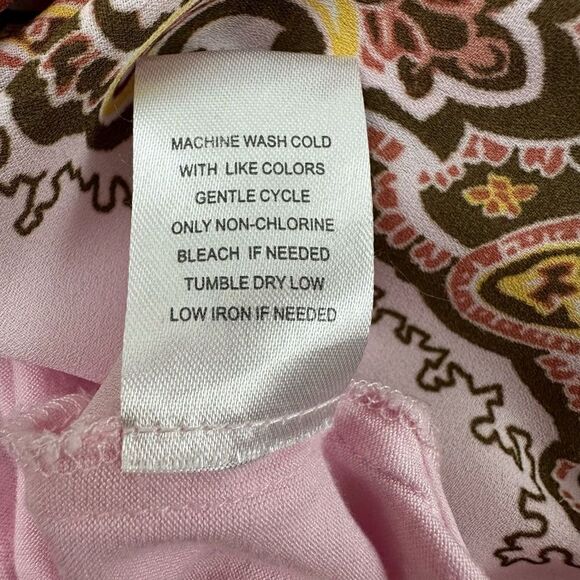 MACHINE WASH COLD
WITH LIKE COLORS
GENTLE CYCLE
ONLY NON-CHLORINE
BLEACH IF NEEDED
TUMBLE DRY LOW
LOW IRON IF NEEDED